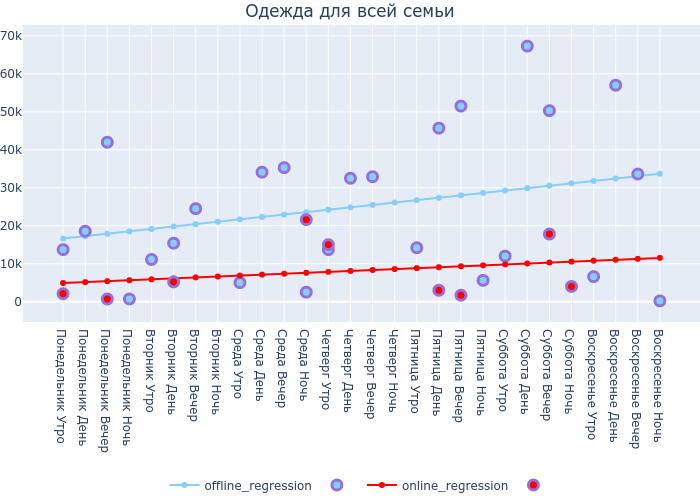 Одежда для всей семьи
70k
60k
50k
40k
30k
20k
10k
0
Понедельник Утро
Понедельник День
Понедельник Вечер
Понедельник Ночь
Вторник Утро
Вторник День
Вторник Вечер
Вторник Ночь
Среда Утро
Среда День
Среда Вечер
Среда Ночь
Четверг Утро
Четверг День
Четверг Вечер
Четверг Ночь
Пятница Утро
Пятница День
Пятница Вечер
Пятница Ночь
Суббота Утро
Суббота День
Суббота Вечер
Суббота Ночь
Воскресенье Утро
Воскресенье День
Воскресенье Вечер
Воскресенье Ночь
offline_regression
online_regression